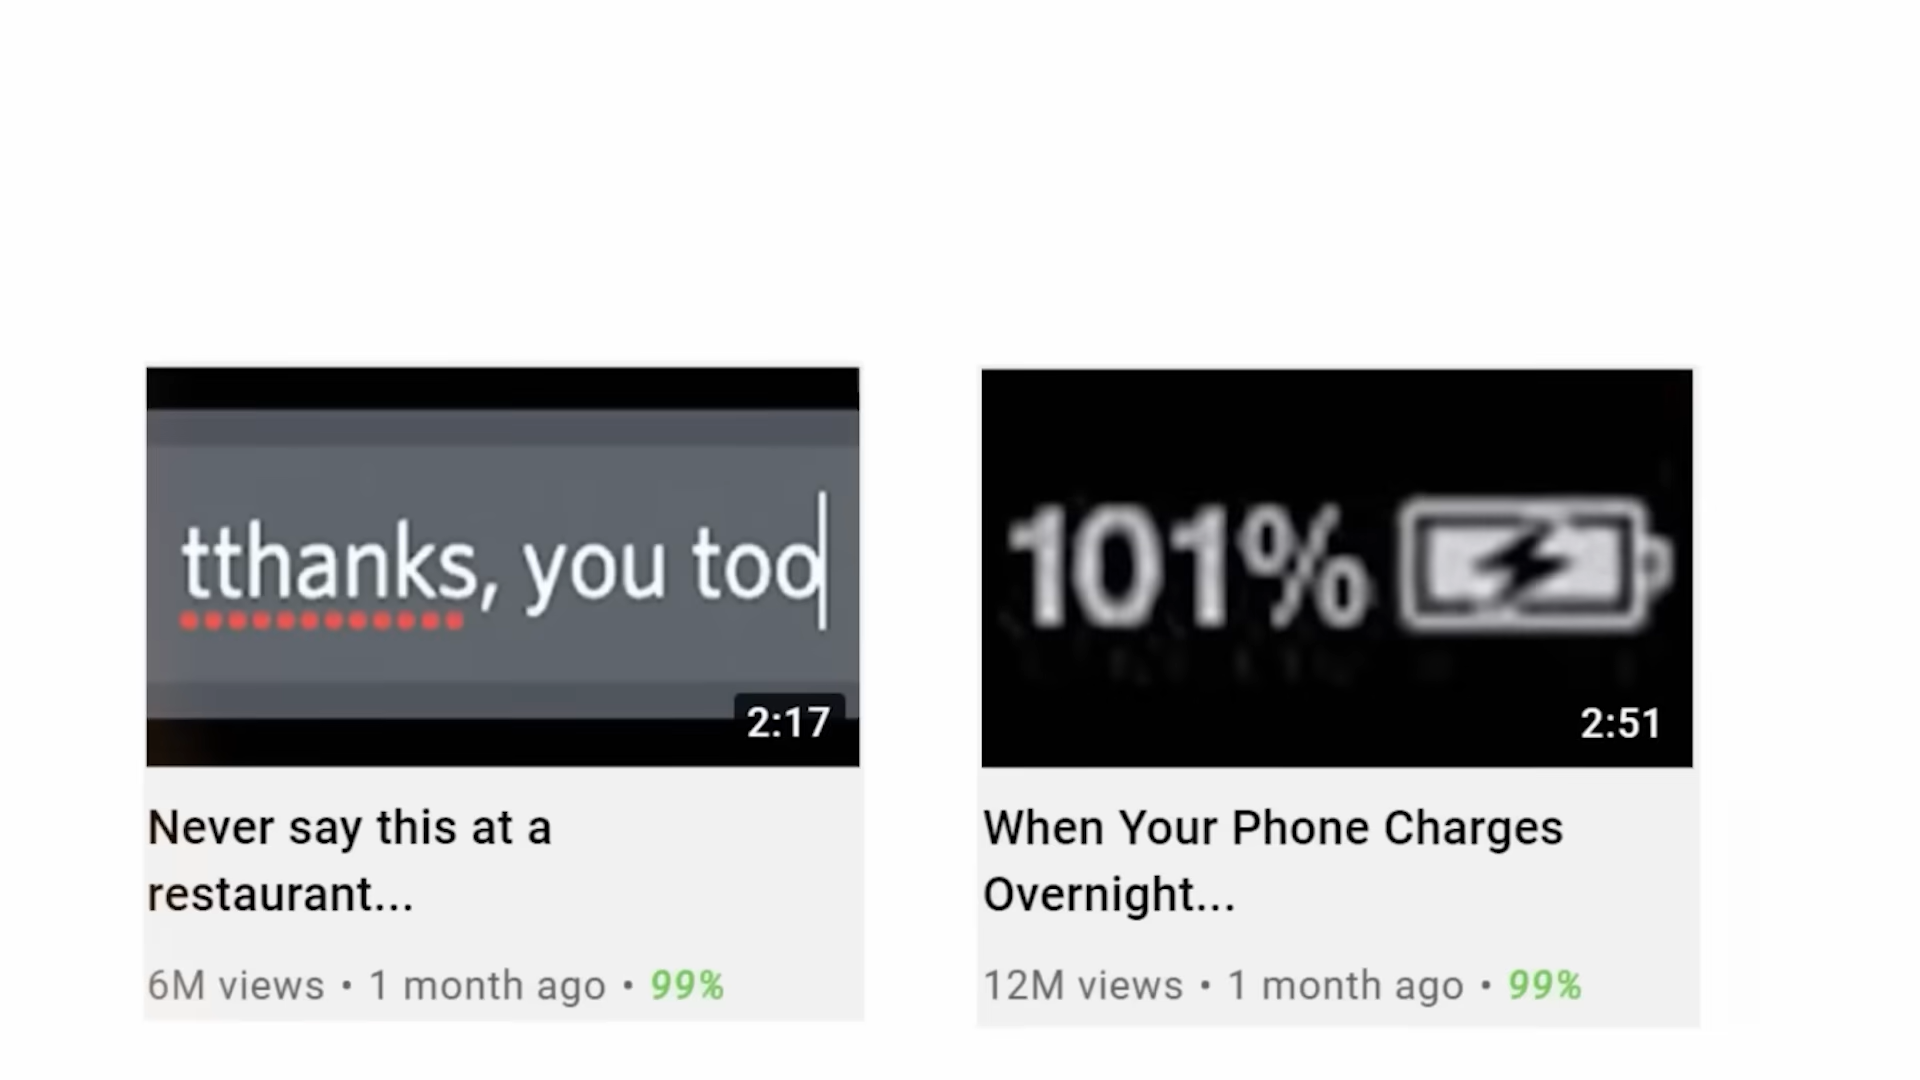 tthanks, you too
2:17
Never say this at a
restaurant...
6M views • 1 month ago • 99%
101%
2:51
When Your Phone Charges
Overnight...
12M views • 1 month ago • 99%